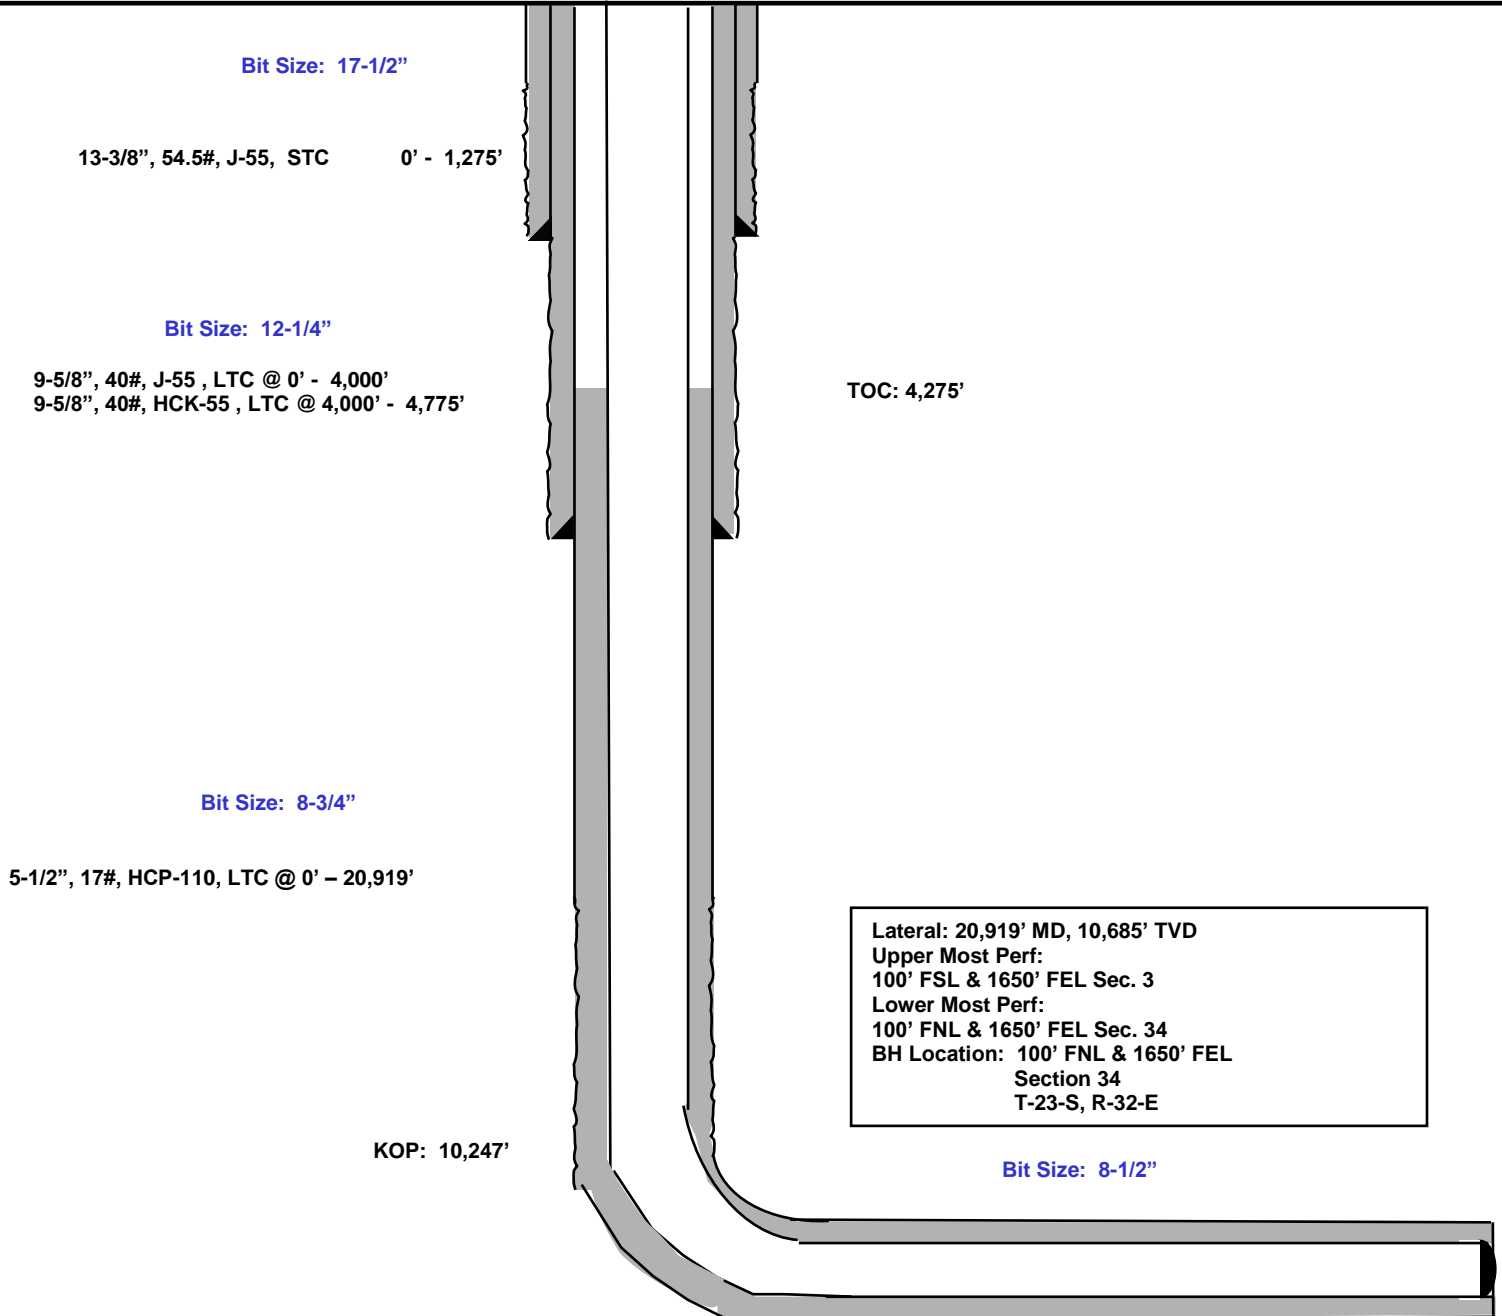 Bit Size: 17-1/2”
13-3/8”, 54.5#, J-55, STC 0’ - 1,275’
Bit Size: 12-1/4”
9-5/8”, 40#, J-55 , LTC @ 0’ - 4,000’
9-5/8”, 40#, HCK-55 , LTC @ 4,000’ - 4,775’
TOC: 4,275’
Bit Size: 8-3/4”
5-1/2”, 17#, HCP-110, LTC @ 0’ – 20,919’
Lateral: 20,919’ MD, 10,685’ TVD
Upper Most Perf:
100’ FSL & 1650’ FEL Sec. 3
Lower Most Perf:
100’ FNL & 1650’ FEL Sec. 34
BH Location: 100’ FNL & 1650’ FEL
Section 34
T-23-S, R-32-E
KOP: 10,247’
Bit Size: 8-1/2”